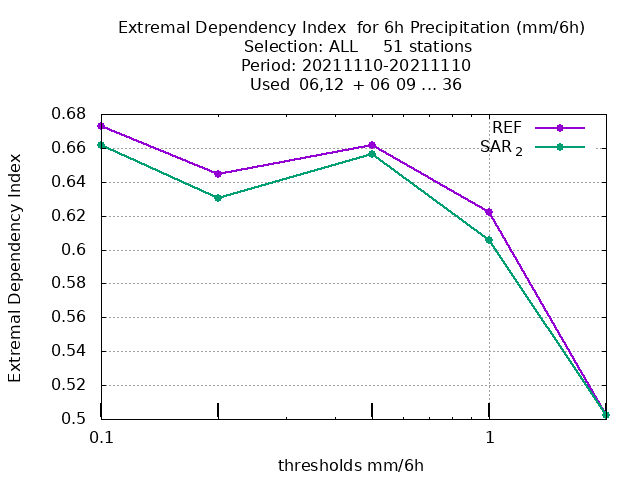 Extremal Dependency Index  for 6h Precipitation (mm/6h)
Selection: ALL     51 stations
Period: 20211110-20211110
Used  06,12  + 06 09 ... 36
REF
SAR 2
0.68
0.66
0.64
0.62
0.6
0.58
0.56
0.54
0.52
0.5
Extremal Dependency Index
0.1
1
thresholds mm/6h